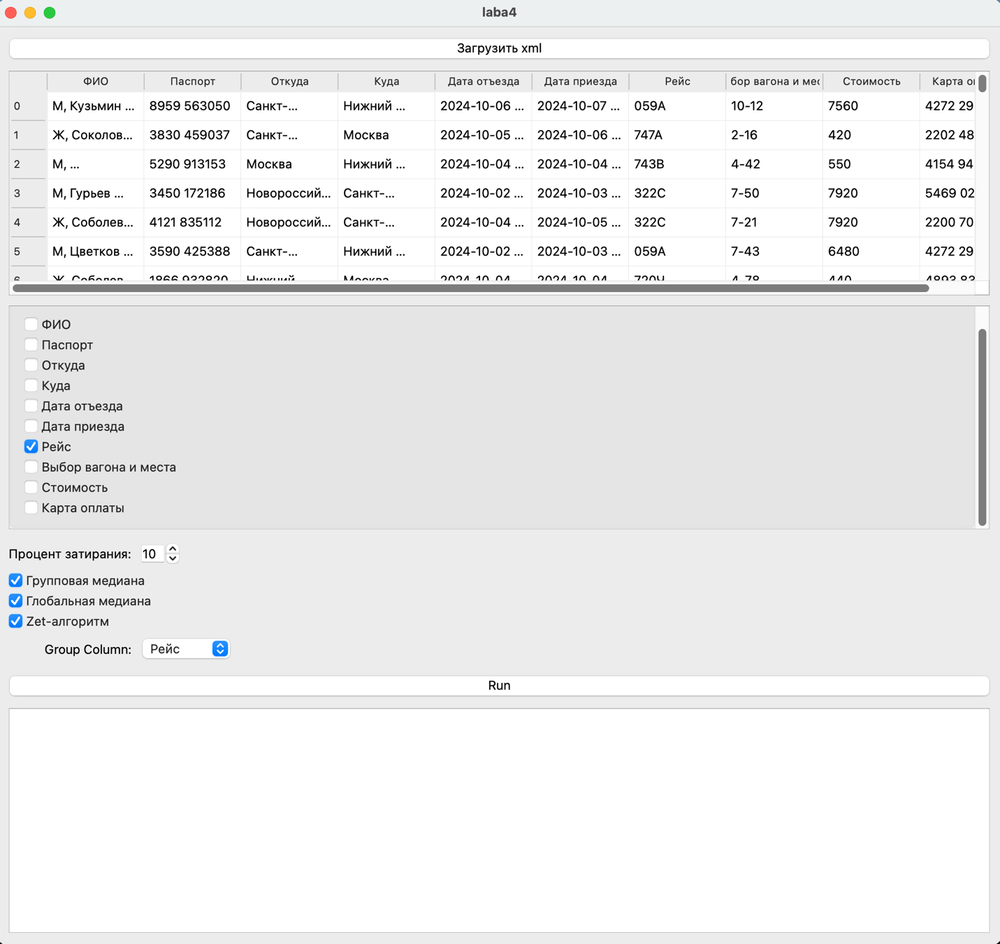 laba4
Загрузить xml
ФИО Паспорт Откуда Куда Дата отъезда Дата приезда Рейс бор вагона и мес Стоимость Карта о
0 М, Кузьмин ... 8959 563050 Санкт-... Нижний ... 2024-10-06 ... 2024-10-07 ... 059А 10-12 7560 4272 29
1 Ж, Соколов... 3830 459037 Санкт-... Москва 2024-10-05 ... 2024-10-06 ... 747А 2-16 420 2202 48
2 М, ... 5290 913153 Москва Нижний ... 2024-10-04 ... 2024-10-04 ... 743В 4-42 550 4154 94
3 М, Гурьев ... 3450 172186 Новороссий... Санкт-... 2024-10-02 ... 2024-10-03 ... 322С 7-50 7920 5469 02
4 Ж, Соболев... 4121 835112 Новороссий... Санкт-... 2024-10-04 ... 2024-10-05 ... 322С 7-21 7920 2200 70
5 М, Цветков ... 3590 425388 Санкт-... Нижний ... 2024-10-02 ... 2024-10-03 ... 059А 7-43 6480 4272 29
6 Ж, Соболев... 1866 932820 Нижний ... Москва 2024-10-04 ... 2024-10-04 ... 720Ч 4-78 440 4893 83
ФИО
Паспорт
Откуда
Куда
Дата отъезда
Дата приезда
Рейс
Выбор вагона и места
Стоимость
Карта оплаты
Процент затирания: 10
Групповая медиана
Глобальная медиана
Zet-алгоритм
Group Column: Рейс
Run